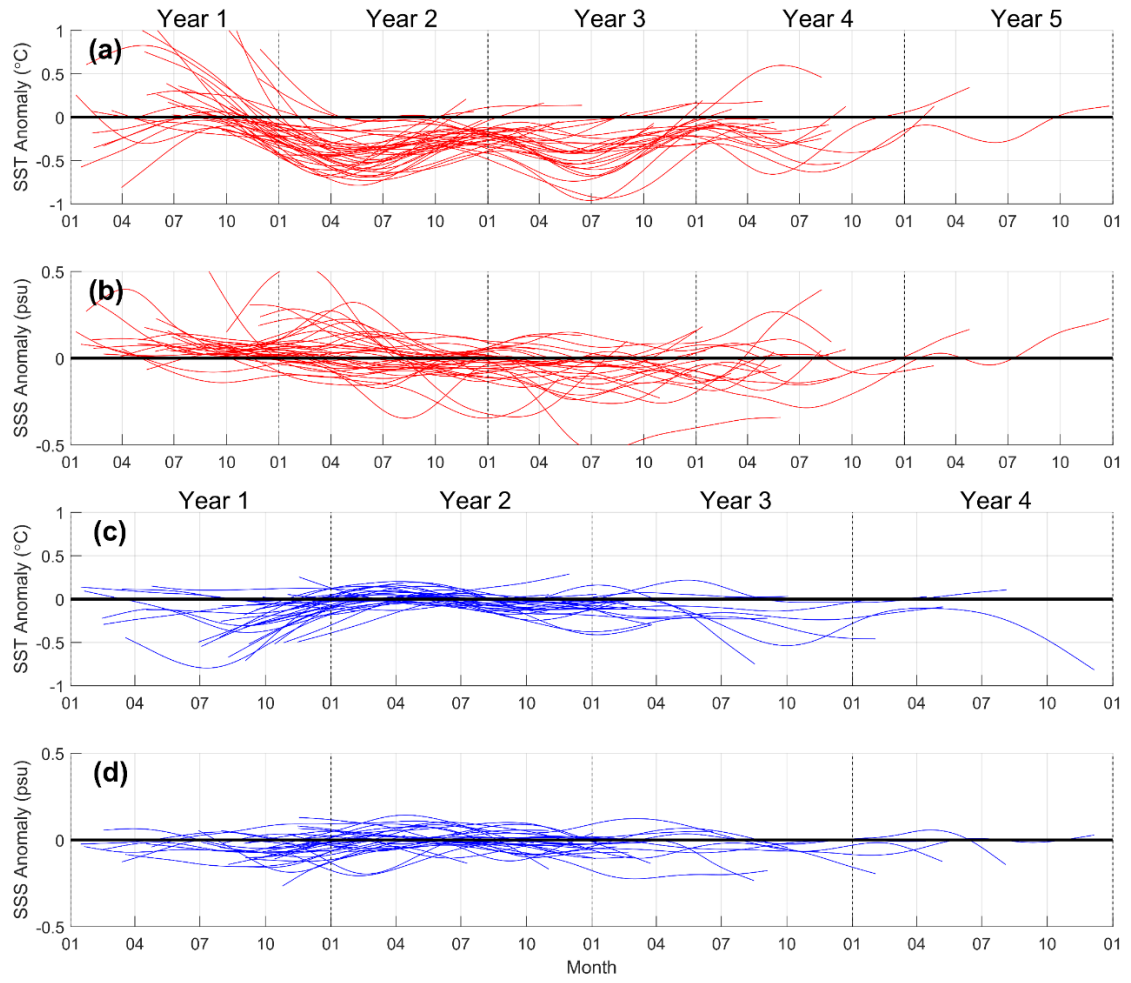 Year 1 Year 2 Year 3 Year 4 Year 5
(a)
SST Anomaly (°C)
1
0.5
0
-0.5
-1
01 04 07 10 01 04 07 10 01 04 07 10 01 04 07 10 01 04 07 10 01
(b)
SSS Anomaly (psu)
0.5
0
-0.5
01 04 07 10 01 04 07 10 01 04 07 10 01 04 07 10 01 04 07 10 01
Year 1 Year 2 Year 3 Year 4
(c)
SST Anomaly (°C)
1
0.5
0
-0.5
-1
01 04 07 10 01 04 07 10 01 04 07 10 01 04 07 10 01
(d)
SSS Anomaly (psu)
0.5
0
-0.5
01 04 07 10 01 04 07 10 01 04 07 10 01 04 07 10 01
Month